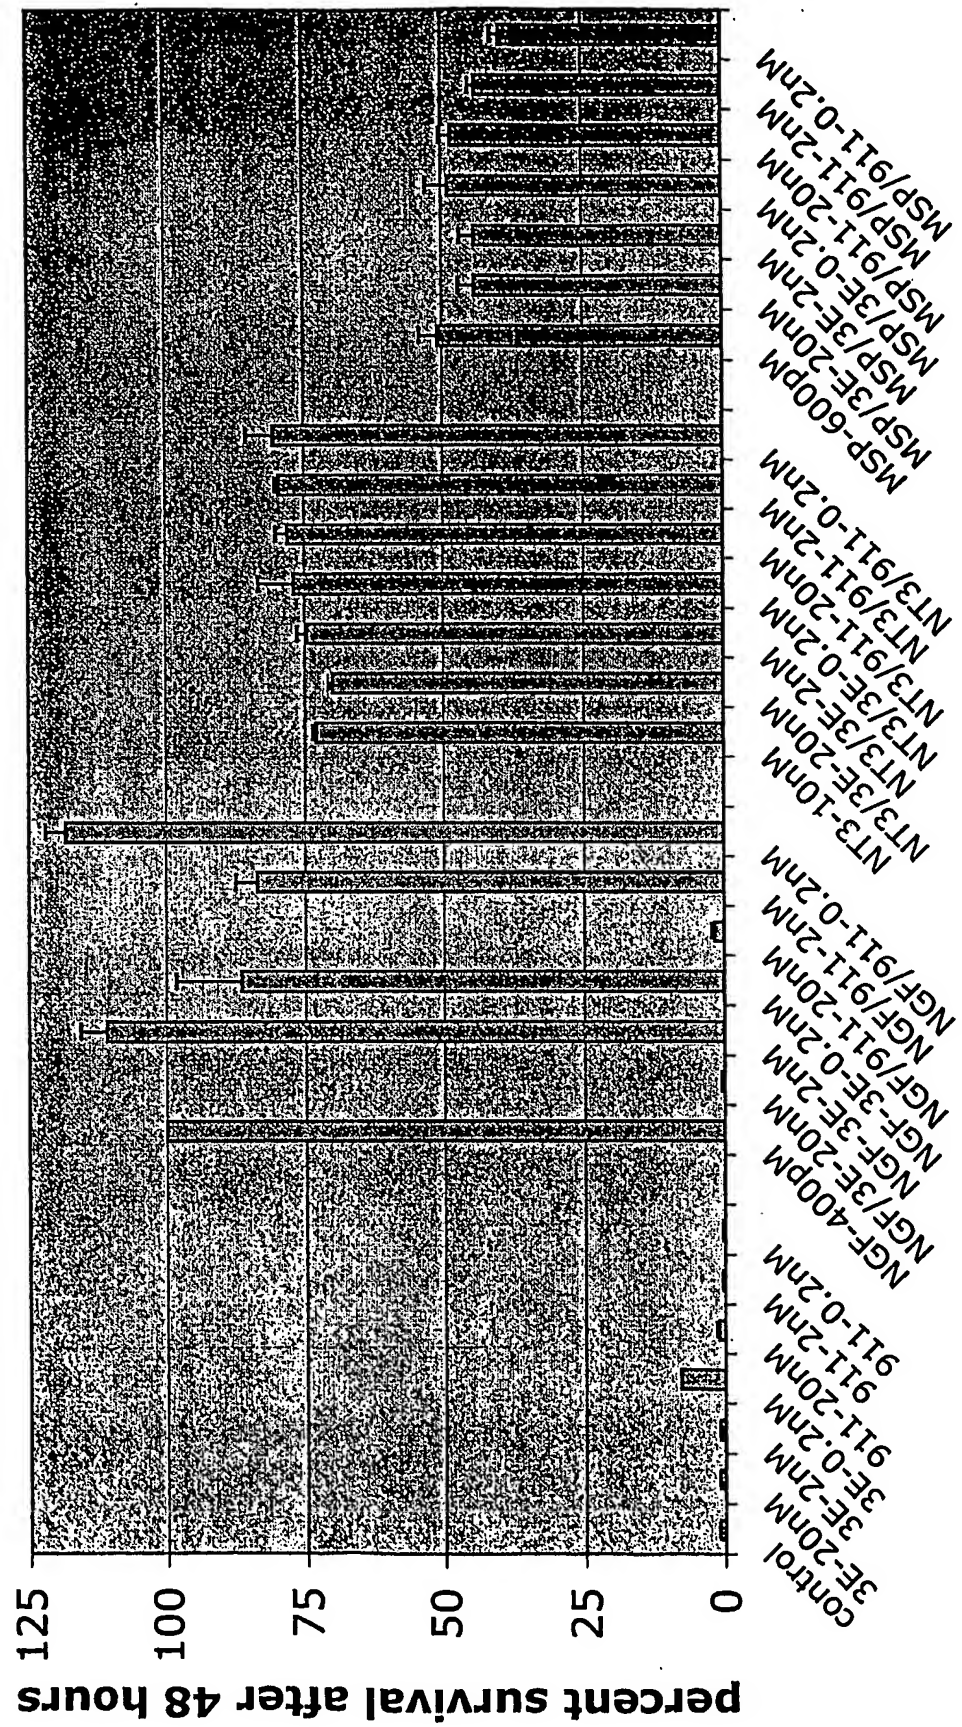 percent survival after 48 hours
125
100
75
50
25
0
control
3E-20nM
3E-2nM
3E-0.2nM
911-20nM
911-2nM
911-0.2nM
NGF-400pM
NGF/3E-20nM
NGF-3E-2nM
NGF-3E-0.2nM
NGF/911-20nM
NGF/911-2nM
NGF/911-0.2nM
NT3-10nM
NT3/3E-20nM
NT3/3E-2nM
NT3/3E-0.2nM
NT3/911-20nM
NT3/911-2nM
NT3/911-0.2nM
MSP-600pM
MSP/3E-20nM
MSP/3E-2nM
MSP/3E-0.2nM
MSP/911-20nM
MSP/911-2nM
MSP/911-0.2nM